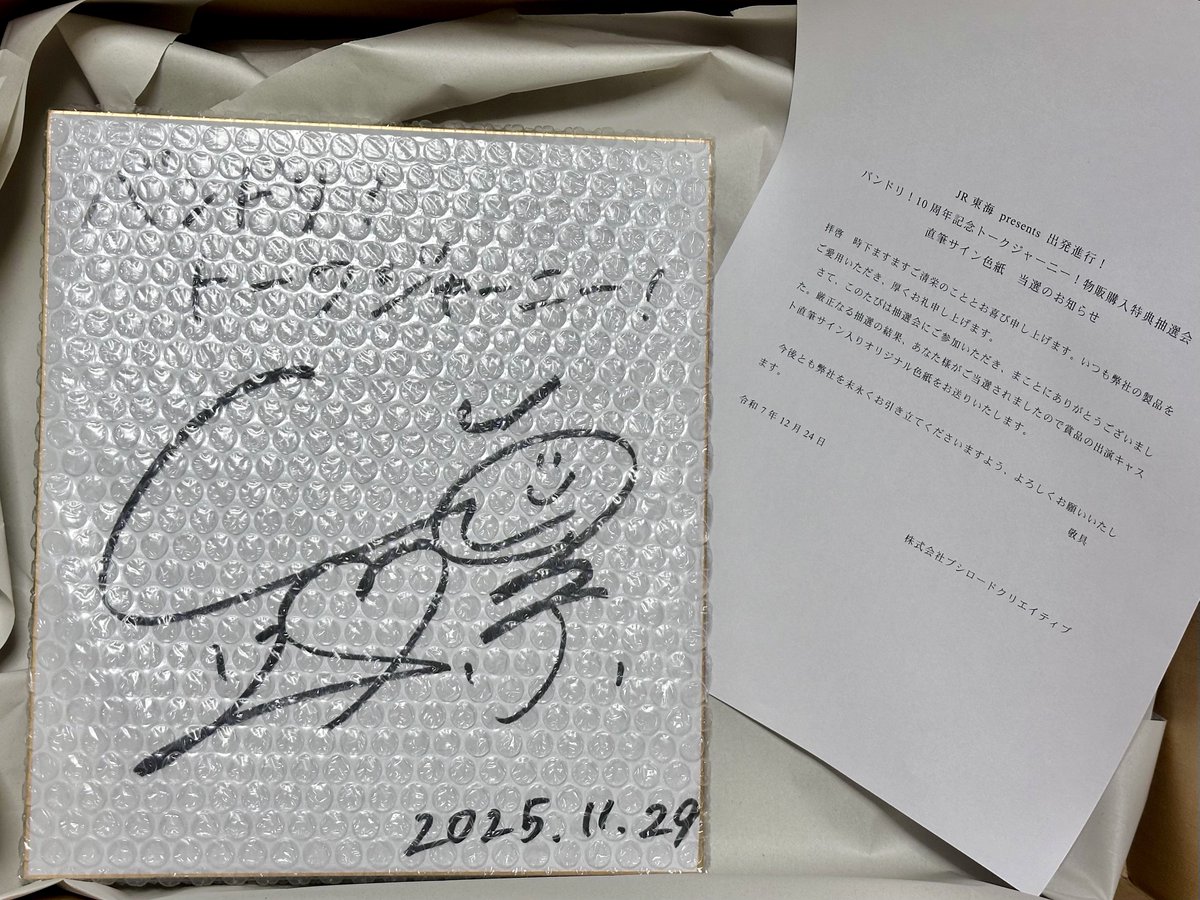 バンドリ!
トークジャーニー!
2025.11.29
JR東海 presents 出発進行！
バンドリ！10周年記念トークジャーニー！物販購入特典抽選会
直筆サイン色紙　当選のお知らせ
拝啓　時下ますますご清栄のこととお喜び申し上げます。いつも弊社の製品を
ご愛用いただき、厚くお礼申し上げます。
さて、このたびは抽選会にご参加いただき、まことにありがとうございまし
た。厳正なる抽選の結果、あなた様がご当選されましたので賞品の出演キャス
ト直筆サイン入りオリジナル色紙をお送りいたします。
今後とも弊社を末永くお引き立てくださいますよう、よろしくお願いいたし
ます。
敬具
令和7年12月24日
株式会社ブシロードクリエイティブ